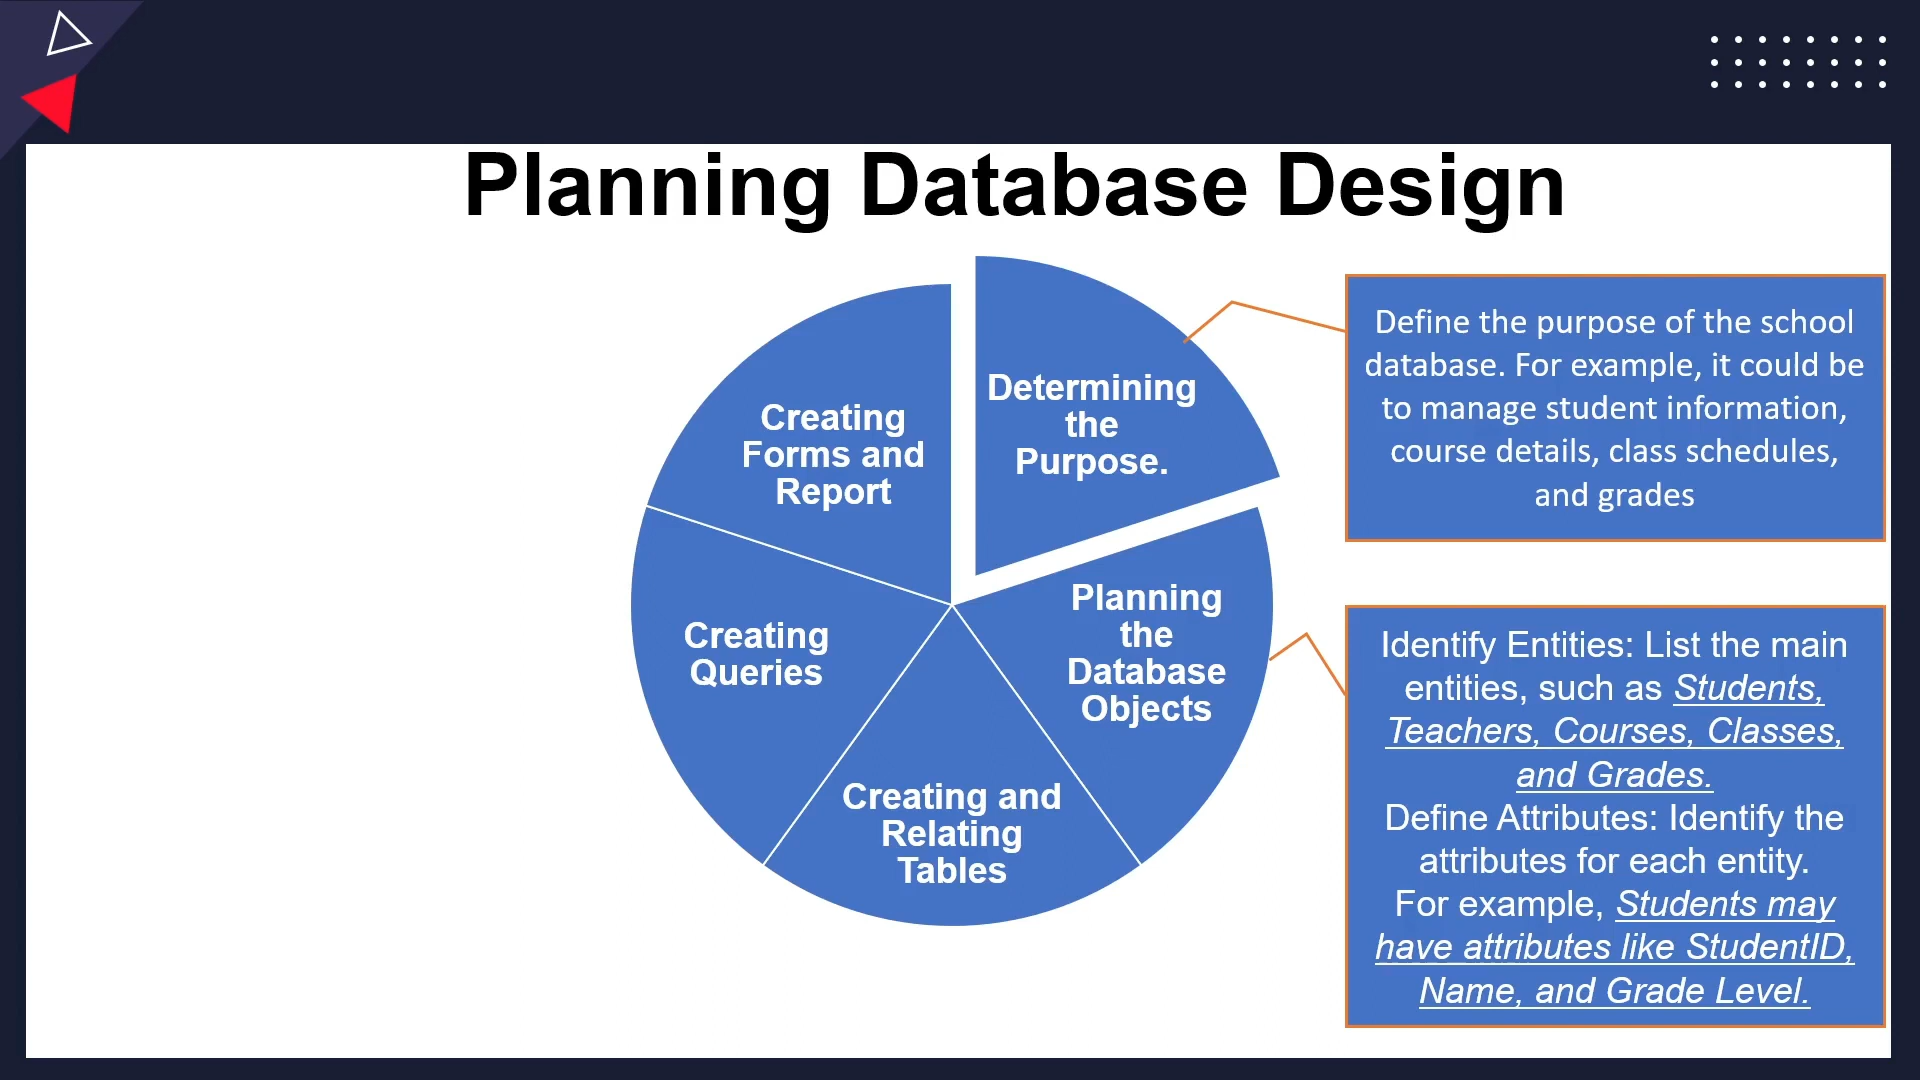 Planning Database Design
Determining
the
Purpose.
Planning
the
Database
Objects
Creating and
Relating
Tables
Creating
Queries
Creating
Forms and
Report
Define the purpose of the school
database. For example, it could be
to manage student information,
course details, class schedules,
and grades
Identify Entities: List the main
entities, such as Students,
Teachers, Courses, Classes,
and Grades.
Define Attributes: Identify the
attributes for each entity.
For example, Students may
have attributes like StudentID,
Name, and Grade Level.